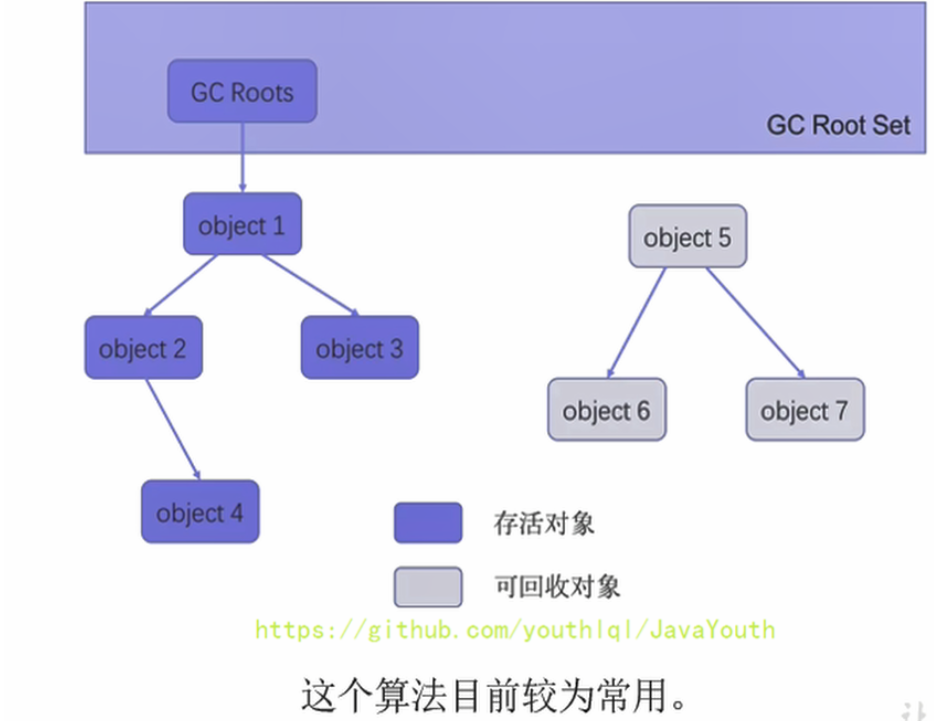 GC Roots
GC Root Set
object 1
object 5
object 2
object 3
object 6
object 7
object 4
存活对象
可回收对象
https://github.com/youthlql/JavaYouth
这个算法目前较为常用。